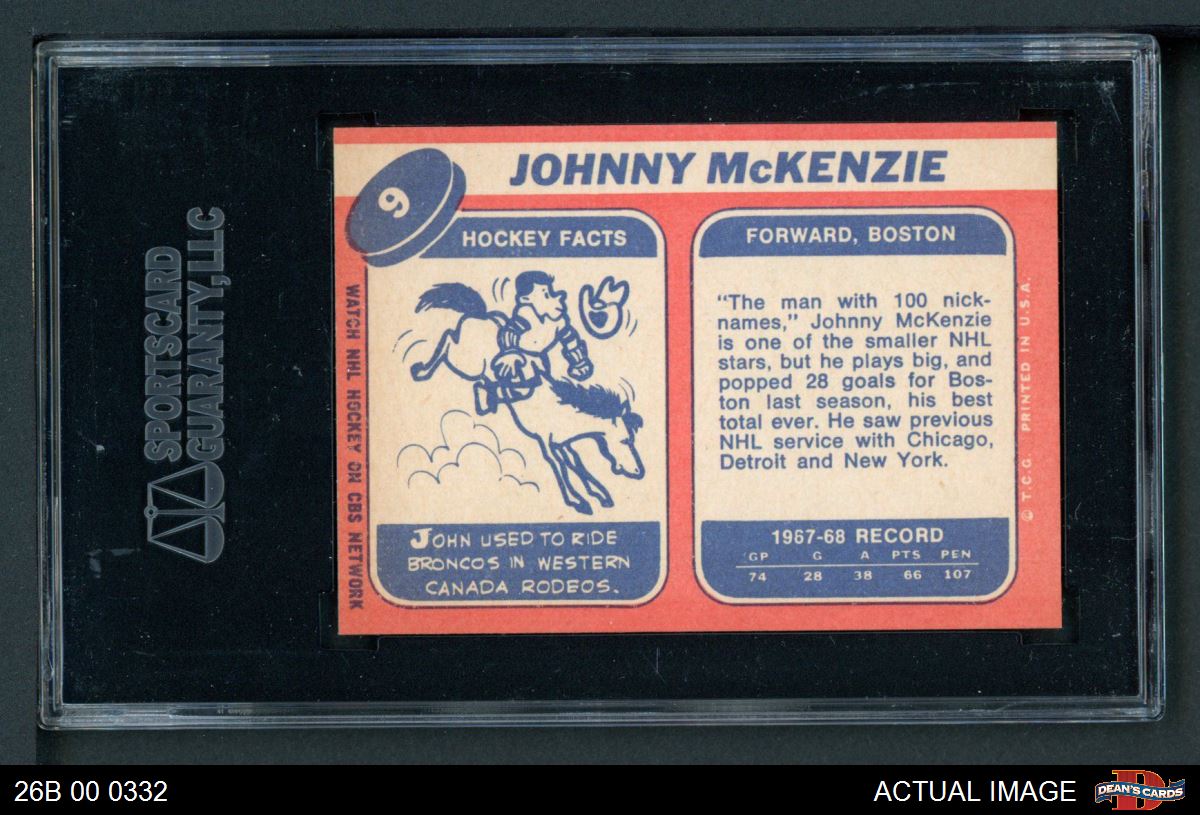 SPORTSCARD
GUARANTY, LLC
9
JOHNNY McKENZIE
HOCKEY FACTS
JOHN USED TO RIDE
BRONCOS IN WESTERN
CANADA RODEOS.
WATCH NHL HOCKEY ON CBS NETWORK
FORWARD, BOSTON
“The man with 100 nick-
names,” Johnny McKenzie
is one of the smaller NHL
stars, but he plays big, and
popped 28 goals for Bos-
ton last season, his best
total ever. He saw previous
NHL service with Chicago,
Detroit and New York.
1967-68 RECORD
GP G A PTS PEN
74 28 38 66 107
© T.C.G. PRINTED IN U.S.A.
26B 00 0332
ACTUAL IMAGE
D
DEAN'S CARDS